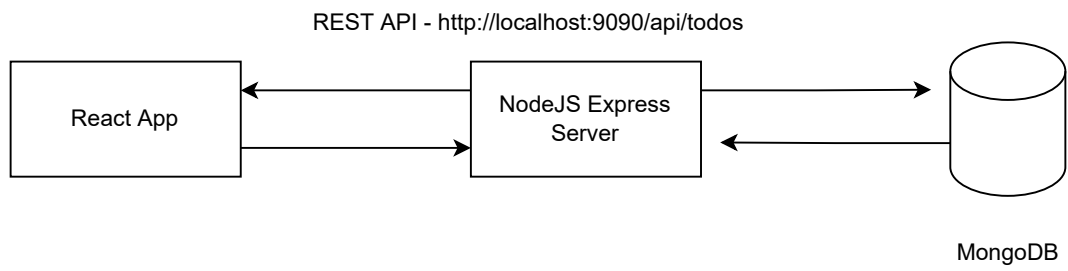 REST API - http://localhost:9090/api/todos
React App
NodeJS Express
Server
MongoDB